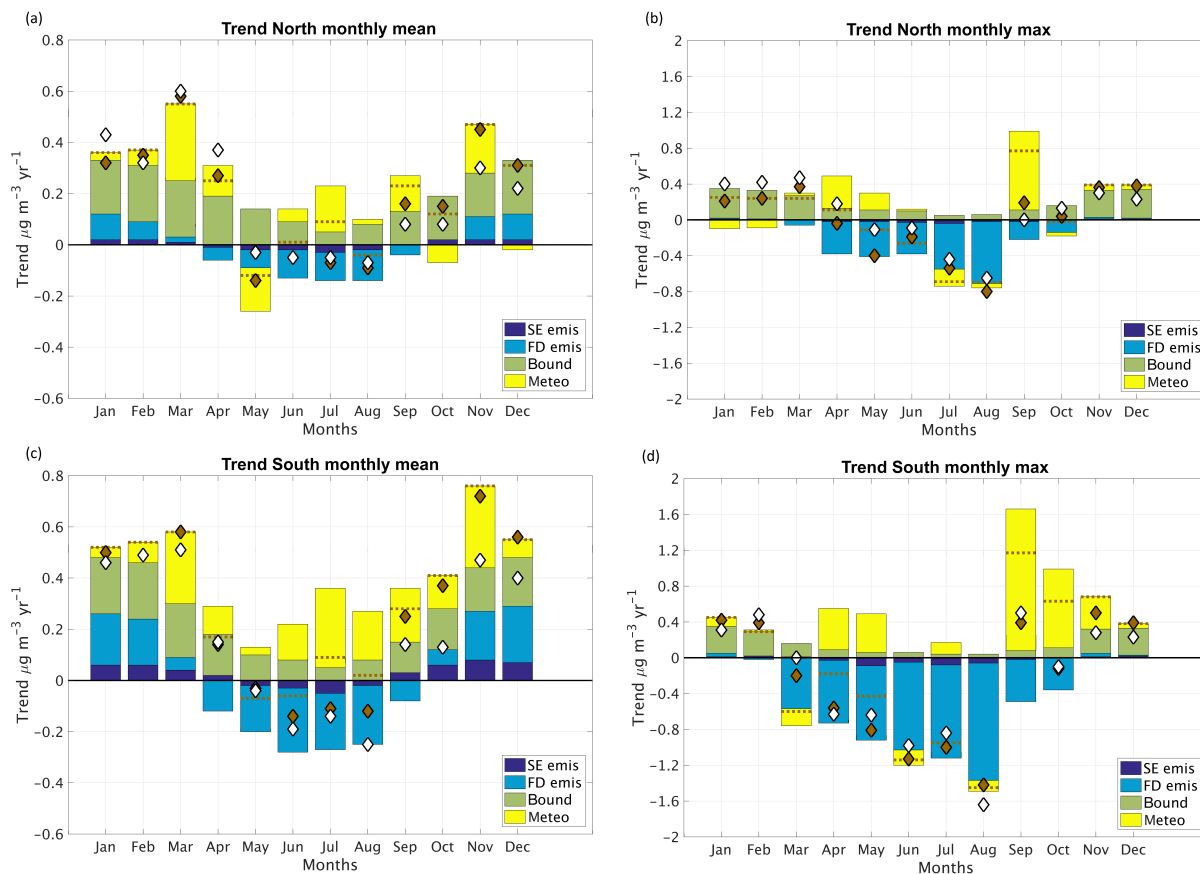 (a)
Trend North monthly mean
Trend µg m⁻³ yr⁻¹
0.8
0.6
0.4
0.2
0
−0.2
−0.4
−0.6
Jan Feb Mar Apr May Jun Jul Aug Sep Oct Nov Dec
Months
SE emis
FD emis
Bound
Meteo
(b)
Trend North monthly max
Trend µg m⁻³ yr⁻¹
2
1.6
1.2
0.8
0.4
0
−0.4
−0.8
−1.2
−1.6
−2
Jan Feb Mar Apr May Jun Jul Aug Sep Oct Nov Dec
Months
SE emis
FD emis
Bound
Meteo
(c)
Trend South monthly mean
Trend µg m⁻³ yr⁻¹
0.8
0.6
0.4
0.2
0
−0.2
−0.4
−0.6
Jan Feb Mar Apr May Jun Jul Aug Sep Oct Nov Dec
Months
SE emis
FD emis
Bound
Meteo
(d)
Trend South monthly max
Trend µg m⁻³ yr⁻¹
2
1.6
1.2
0.8
0.4
0
−0.4
−0.8
−1.2
−1.6
−2
Jan Feb Mar Apr May Jun Jul Aug Sep Oct Nov Dec
Months
SE emis
FD emis
Bound
Meteo